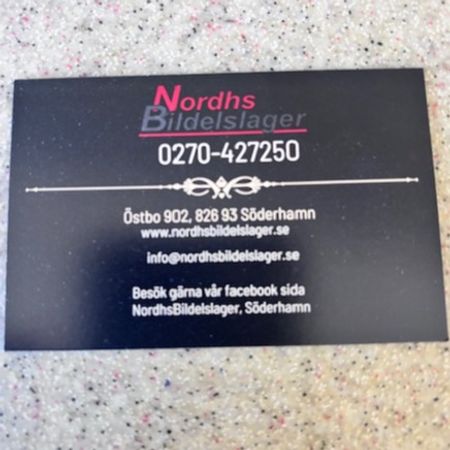 Nordhs
Bildelslager
0270-427250
Östbo 902, 826 93 Söderhamn
www.nordhsbildelslager.se
info@nordhsbildelslager.se
Besök gärna vår facebook sida
NordhsBildelslager, Söderhamn